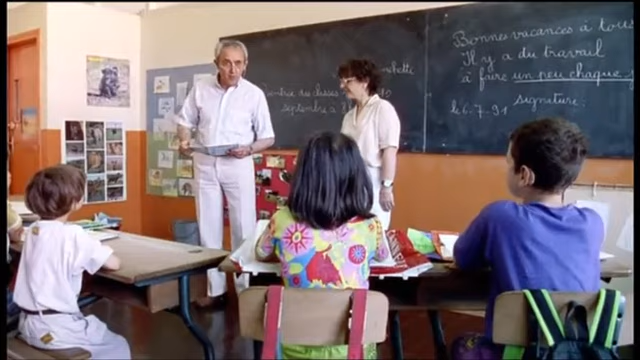 Rentrée des classes
septembre à 8
Bonnes vacances à tous
Il y a du travail
à faire un peu chaque
le 6-7-91 signature: